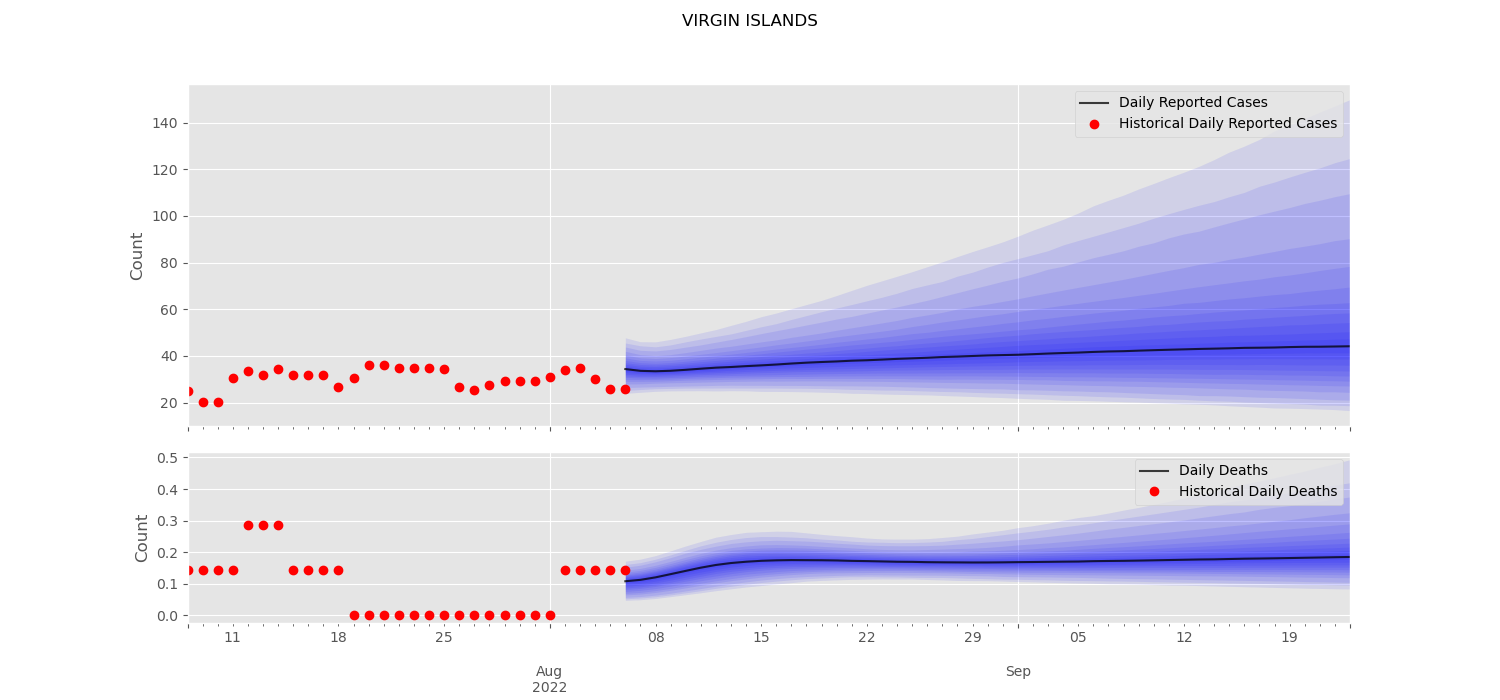 VIRGIN ISLANDS
Daily Reported Cases
Historical Daily Reported Cases
140
120
100
80
60
40
20
Count
Daily Deaths
Historical Daily Deaths
0.5
0.4
0.3
0.2
0.1
0.0
Count
11 18 25 08 15 22 29 05 12 19
Aug Sep
2022